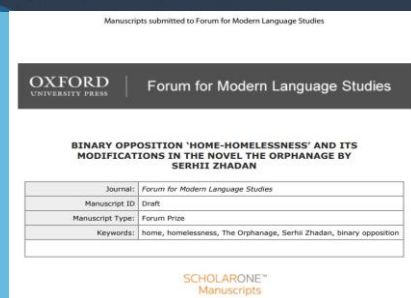 Manuscripts submitted to Forum for Modern Language Studies
OXFORD
UNIVERSITY PRESS
Forum for Modern Language Studies
BINARY OPPOSITION ‘HOME-HOMELESSNESS’ AND ITS
MODIFICATIONS IN THE NOVEL THE ORPHANAGE BY
SERHII ZHADAN
Journal: Forum for Modern Language Studies
Manuscript ID Draft
Manuscript Type: Forum Prize
Keywords: home, homelessness, The Orphanage, Serhii Zhadan, binary opposition
SCHOLARONE™
Manuscripts